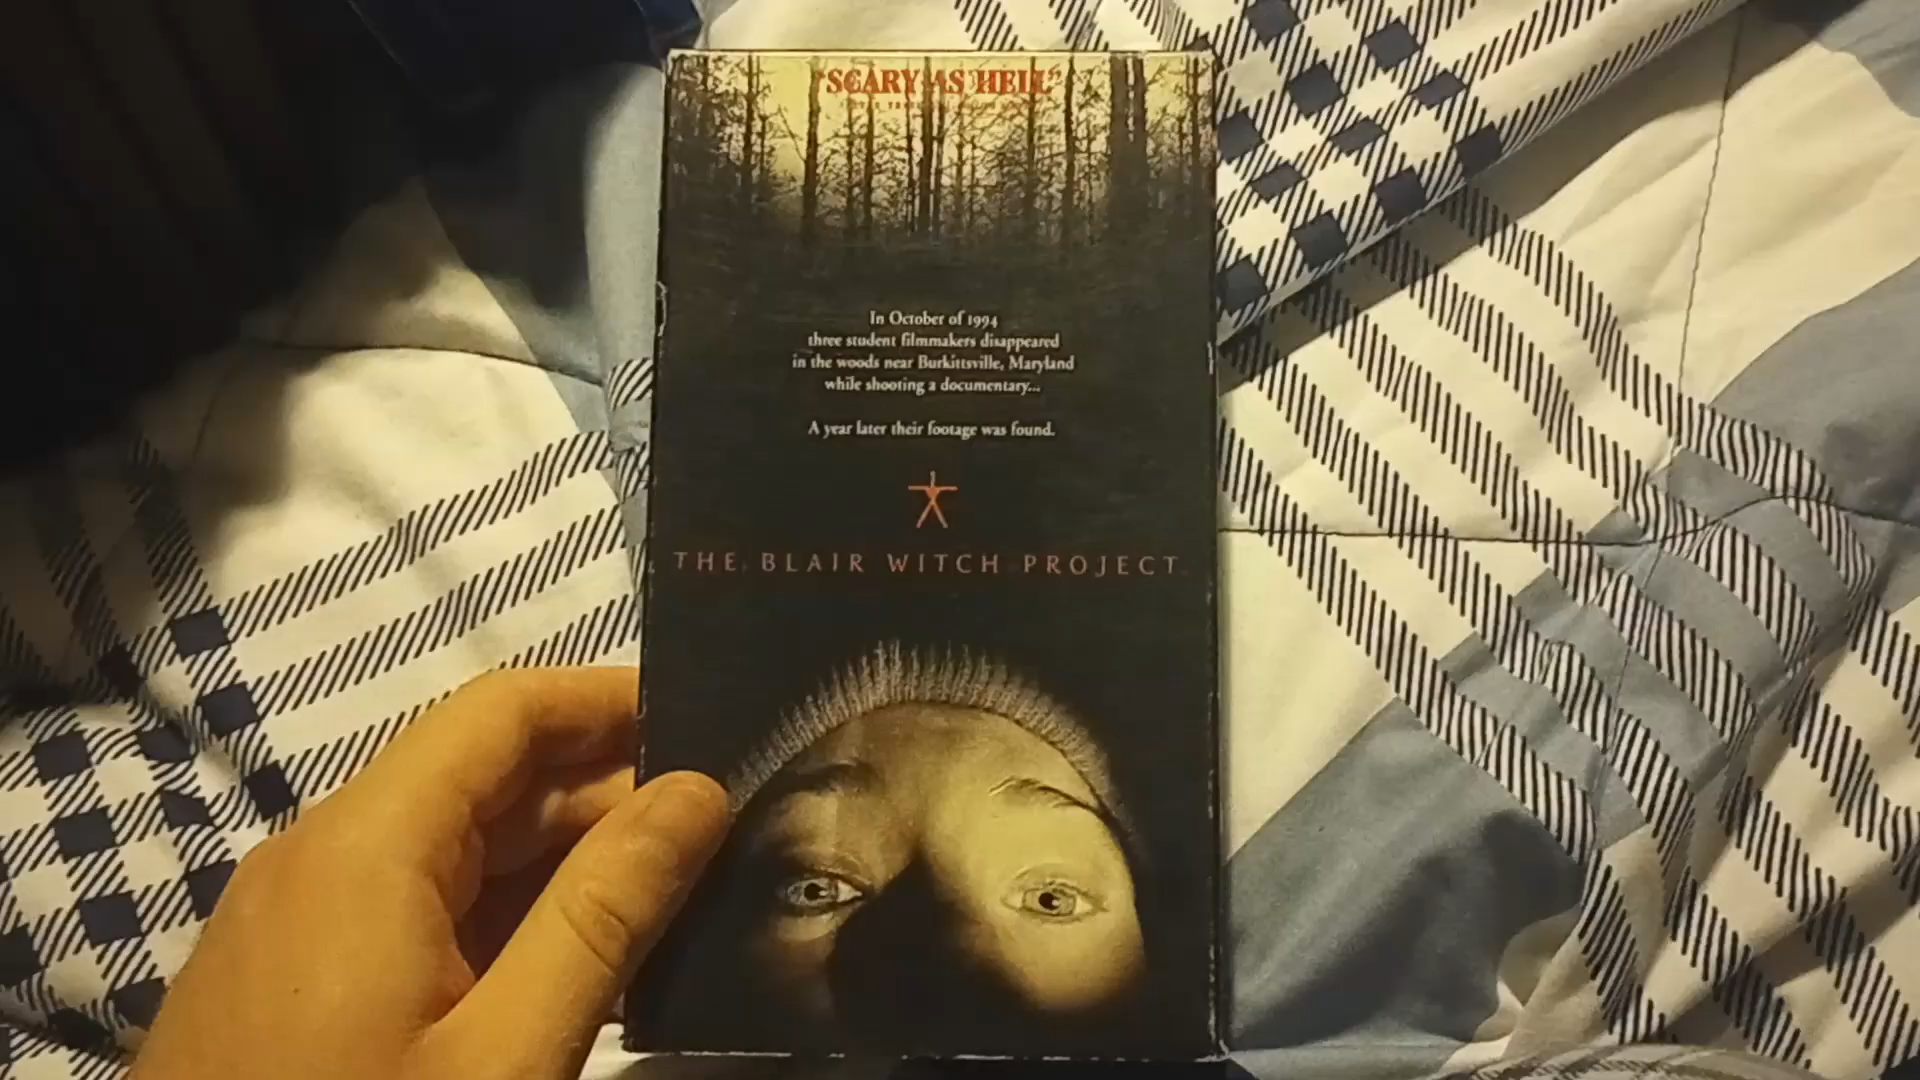 "SCARY AS HELL"
In October of 1994
three student filmmakers disappeared
in the woods near Burkittsville, Maryland
while shooting a documentary...
A year later their footage was found.
THE BLAIR WITCH PROJECT